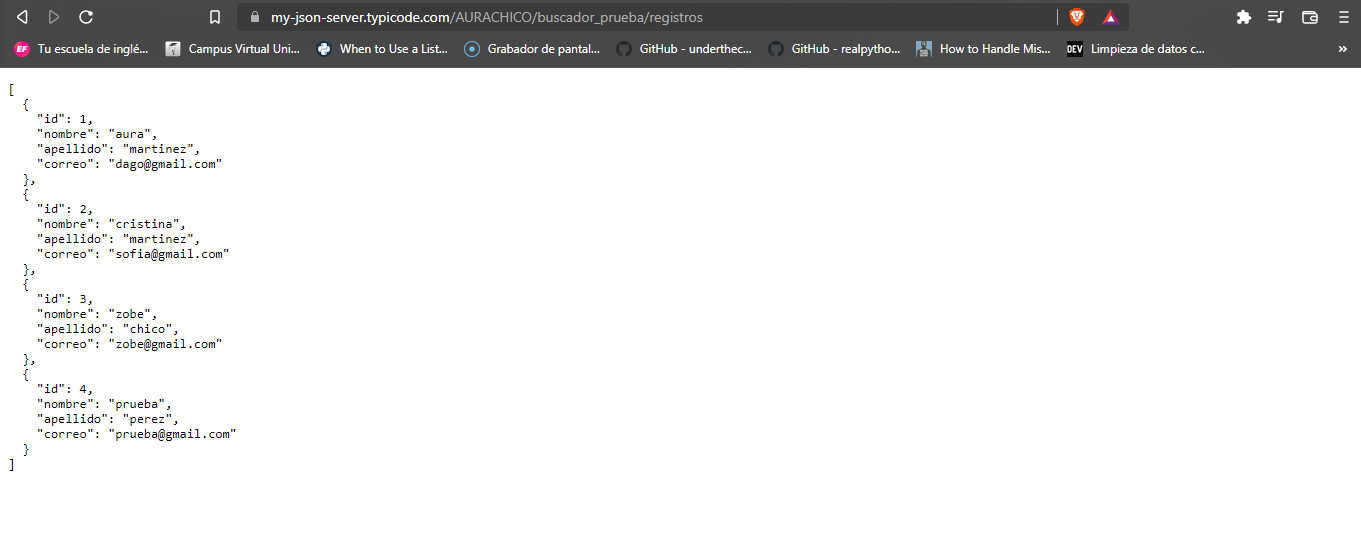 my-json-server.typicode.com/AURACHICO/buscador_prueba/registros
EF Tu escuela de inglé... Campus Virtual Uni... When to Use a List... Grabador de pantal... GitHub - underthec... GitHub - realpytho... How to Handle Mis... DEV Limpieza de datos c... »
[
  {
    "id": 1,
    "nombre": "aura",
    "apellido": "martinez",
    "correo": "dago@gmail.com"
  },
  {
    "id": 2,
    "nombre": "cristina",
    "apellido": "martinez",
    "correo": "sofia@gmail.com"
  },
  {
    "id": 3,
    "nombre": "zobe",
    "apellido": "chico",
    "correo": "zobe@gmail.com"
  },
  {
    "id": 4,
    "nombre": "prueba",
    "apellido": "perez",
    "correo": "prueba@gmail.com"
  }
]